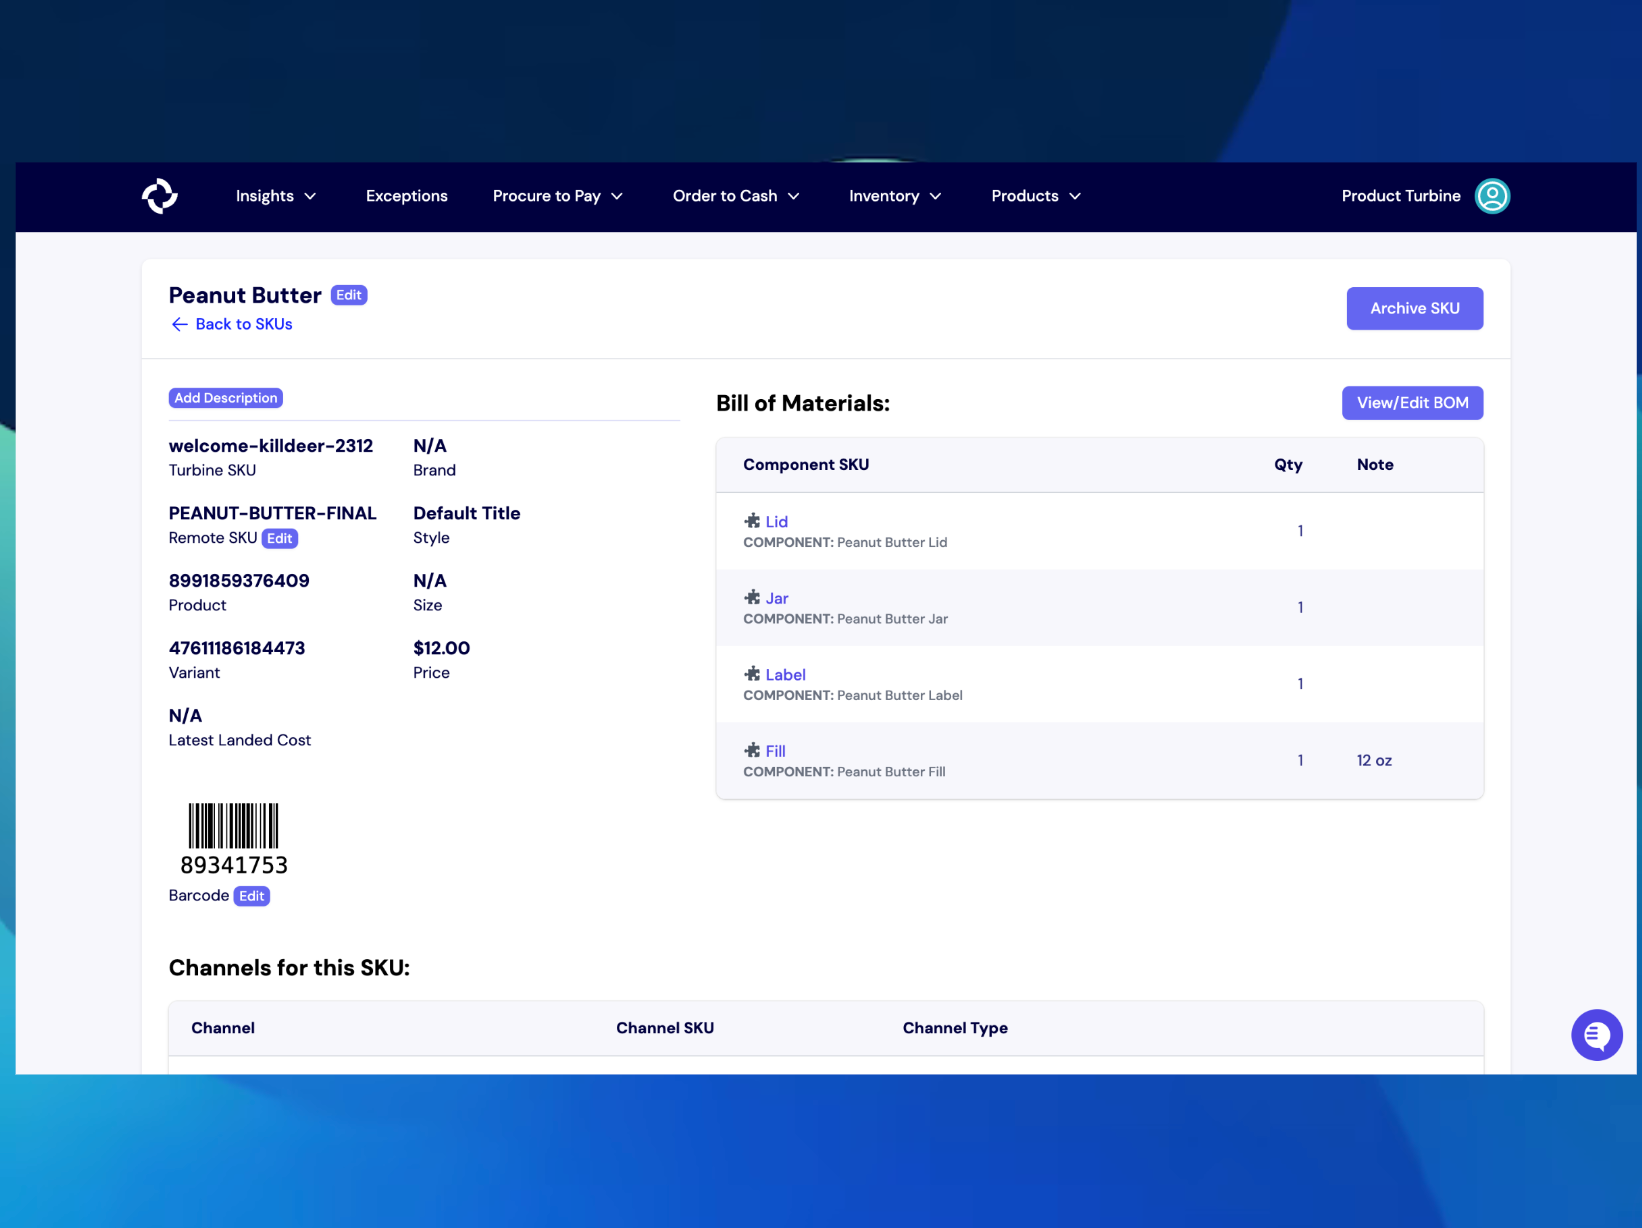 Insights Exceptions Procure to Pay Order to Cash Inventory Products Product Turbine
Peanut Butter Edit
Back to SKUs
Archive SKU
Add Description
welcome-killdeer-2312 N/A
Turbine SKU Brand
PEANUT-BUTTER-FINAL Default Title
Remote SKU Edit Style
8991859376409 N/A
Product Size
47611186184473 $12.00
Variant Price
N/A
Latest Landed Cost
89341753
Barcode Edit
Bill of Materials: View/Edit BOM
Component SKU Qty Note
Lid
COMPONENT: Peanut Butter Lid 1
Jar
COMPONENT: Peanut Butter Jar 1
Label
COMPONENT: Peanut Butter Label 1
Fill
COMPONENT: Peanut Butter Fill 1 12 oz
Channels for this SKU:
Channel Channel SKU Channel Type